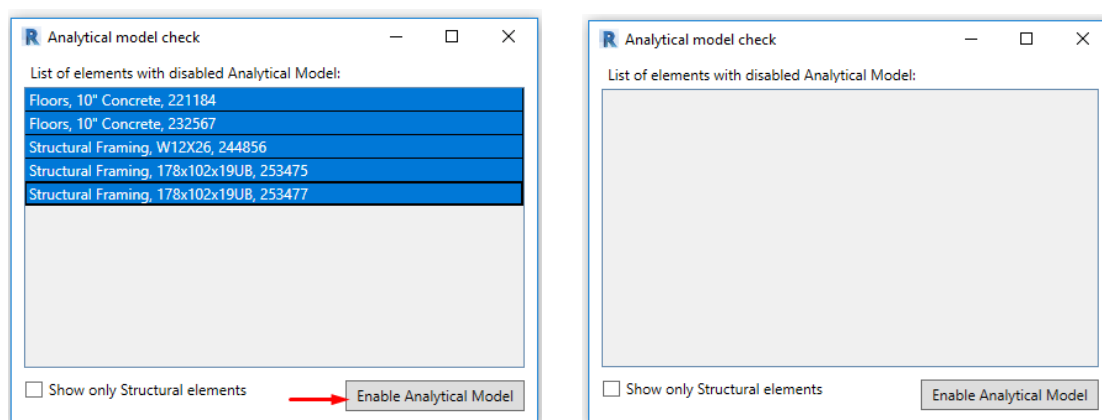 Analytical model check
List of elements with disabled Analytical Model:
Floors, 10" Concrete, 221184
Floors, 10" Concrete, 232567
Structural Framing, W12X26, 244856
Structural Framing, 178x102x19UB, 253475
Structural Framing, 178x102x19UB, 253477
Show only Structural elements
Enable Analytical Model
Analytical model check
List of elements with disabled Analytical Model:
Show only Structural elements
Enable Analytical Model